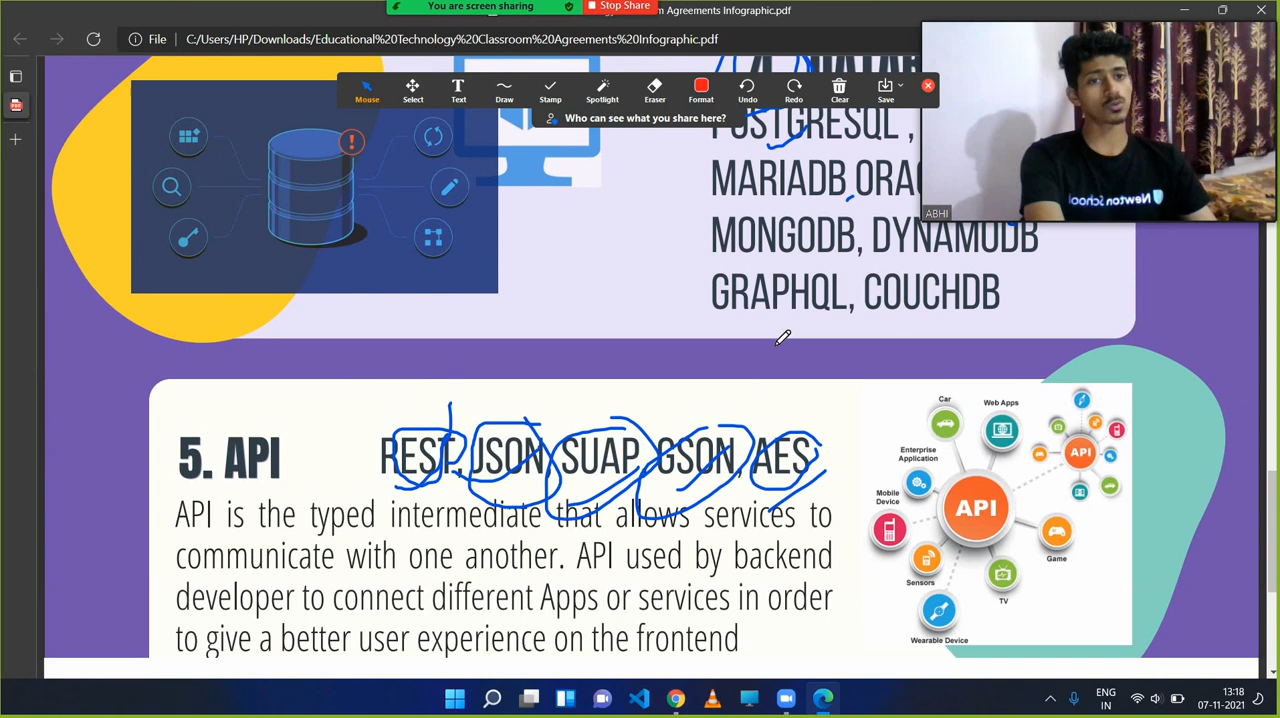 You are screen sharing
Stop Share
Agreements Infographic.pdf
File
C:/Users/HP/Downloads/Educational%20Technology%20Classroom%20Agreements%20Infographic.pdf
Mouse
Select
Text
Draw
Stamp
Spotlight
Eraser
Format
Undo
Redo
Clear
Save
Who can see what you share here?
POSTGRESQL ,
MARIADB,
MONGODB, DYNAMODB
GRAPHQL, COUCHDB
Newton School
ABHI
5. API
REST, JSON, SUAP, GSON, AES,
API is the typed intermediate that allows services to
communicate with one another. API used by backend
developer to connect different Apps or services in order
to give a better user experience on the frontend
Car
Web Apps
Enterprise
Application
API
Mobile
Device
API
Game
Sensors
TV
Wearable Device
ENG
IN
13:18
07-11-2021